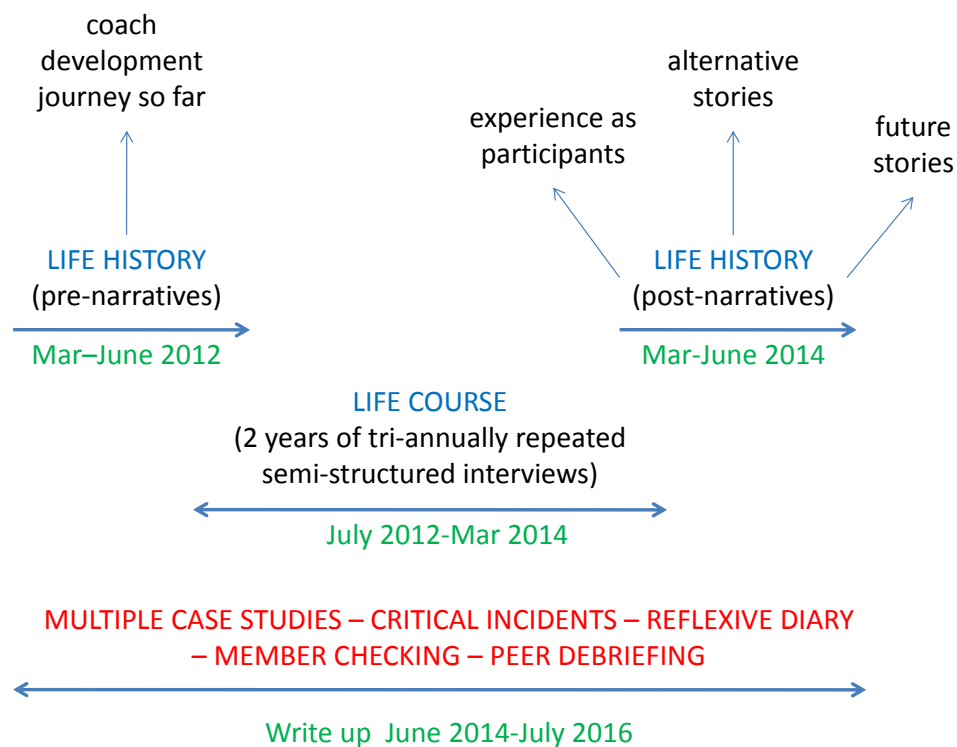 coach
development
journey so far
alternative
stories
experience as
participants
future
stories
LIFE HISTORY
(pre-narratives)
Mar–June 2012
LIFE HISTORY
(post-narratives)
Mar-June 2014
LIFE COURSE
(2 years of tri-annually repeated
semi-structured interviews)
July 2012-Mar 2014
MULTIPLE CASE STUDIES – CRITICAL INCIDENTS – REFLEXIVE DIARY
– MEMBER CHECKING – PEER DEBRIEFING
Write up June 2014-July 2016